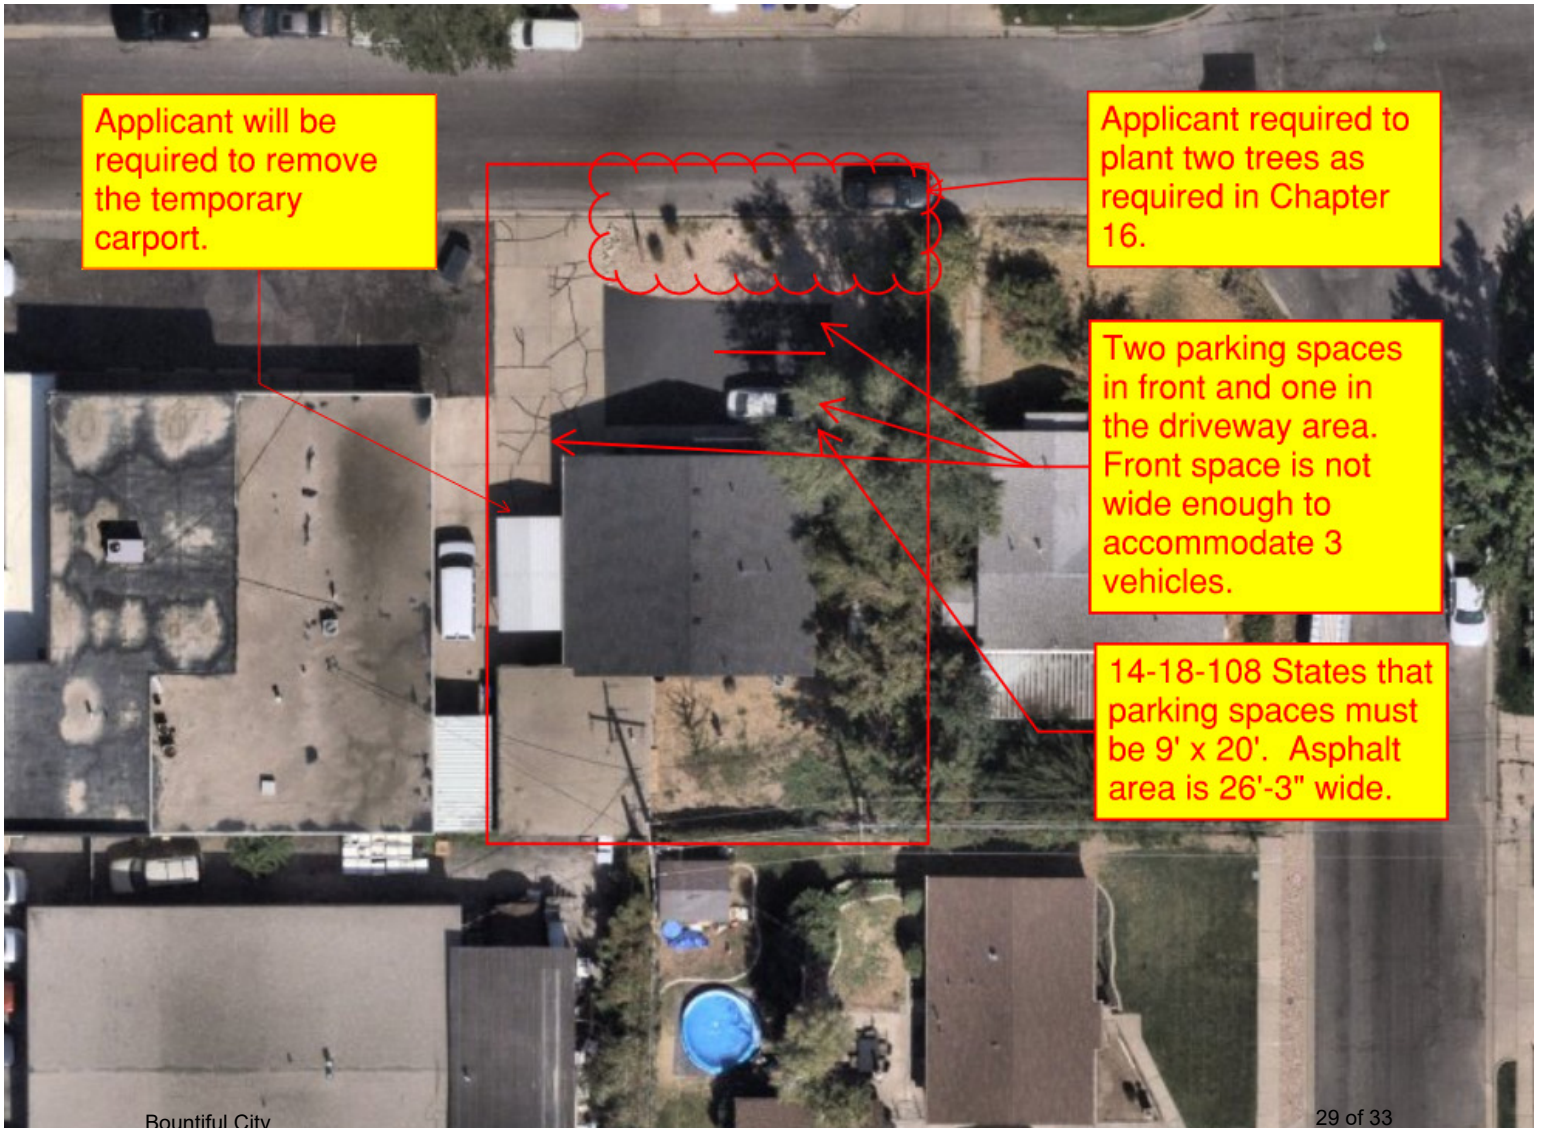 Applicant will be
required to remove
the temporary
carport.
Applicant required to
plant two trees as
required in Chapter
16.
Two parking spaces
in front and one in
the driveway area.
Front space is not
wide enough to
accommodate 3
vehicles.
14-18-108 States that
parking spaces must
be 9' x 20'. Asphalt
area is 26'-3" wide.
Bountiful City
29 of 33